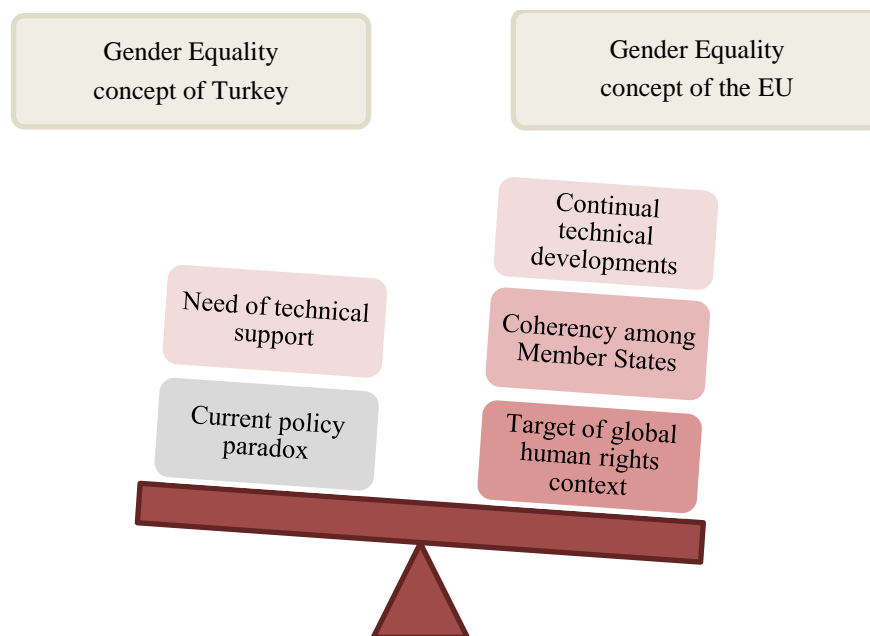 Gender Equality
concept of Turkey
Gender Equality
concept of the EU
Need of technical
support
Current policy
paradox
Continual
technical
developments
Coherency among
Member States
Target of global
human rights
context